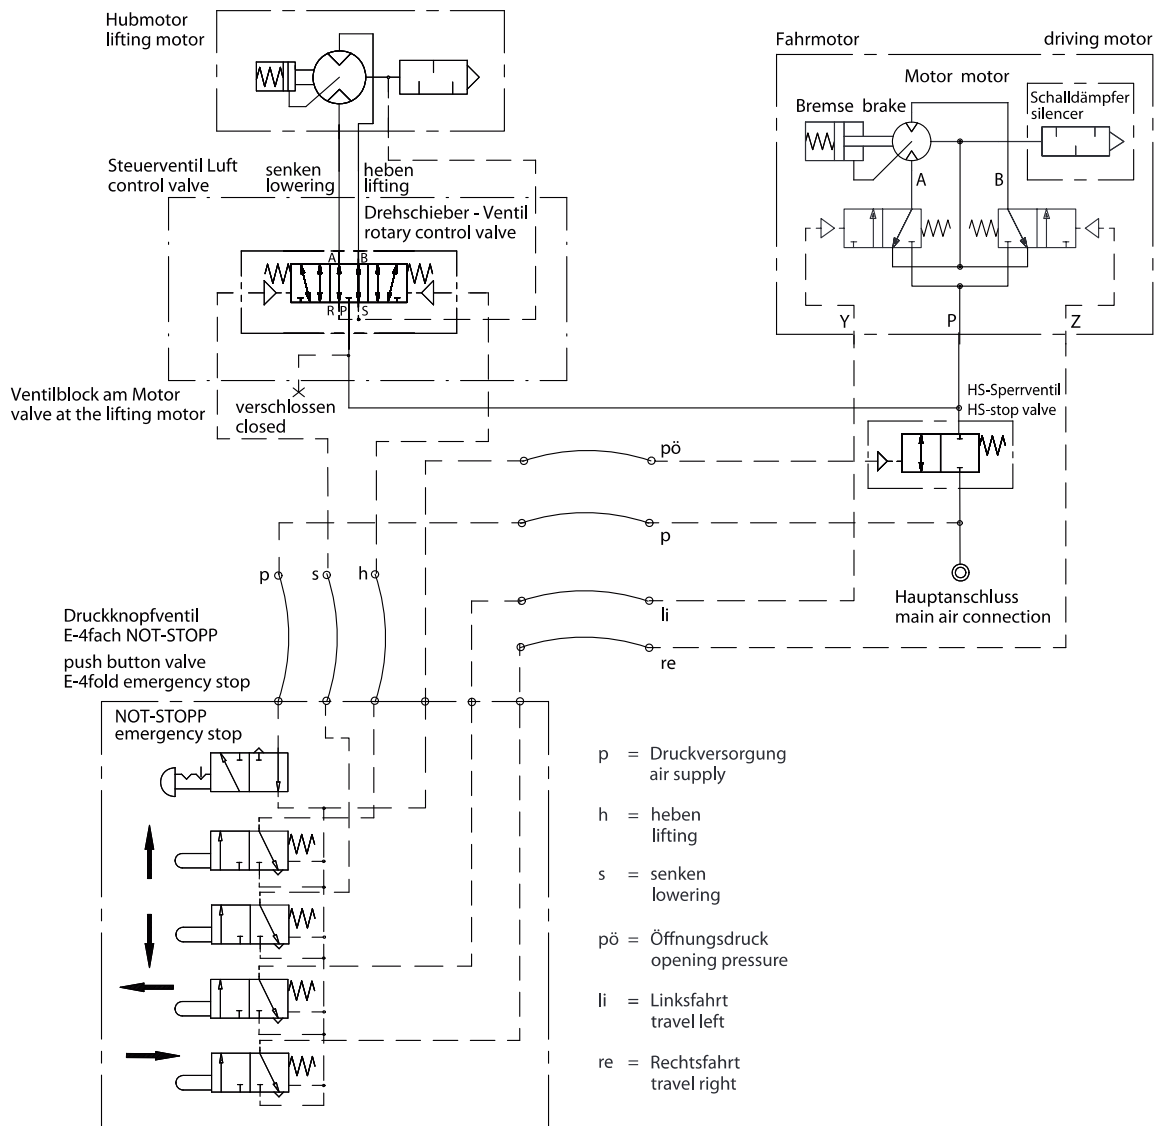 Hubmotor
lifting motor
Fahrmotor
driving motor
Motor motor
Bremse brake
Schalldämpfer
silencer
A
B
Steuerventil Luft
control valve
senken
lowering
heben
lifting
Drehschieber - Ventil
rotary control valve
A
B
R
P
S
Y
P
Z
Ventilblock am Motor
valve at the lifting motor
verschlossen
closed
HS-Sperrventil
HS-stop valve
pö
p
p
s
h
li
re
Hauptanschluss
main air connection
Druckknopfventil
E-4fach NOT-STOPP
push button valve
E-4fold emergency stop
NOT-STOPP
emergency stop
p = Druckversorgung
air supply
h = heben
lifting
s = senken
lowering
pö = Öffnungsdruck
opening pressure
li = Linksfahrt
travel left
re = Rechtsfahrt
travel right